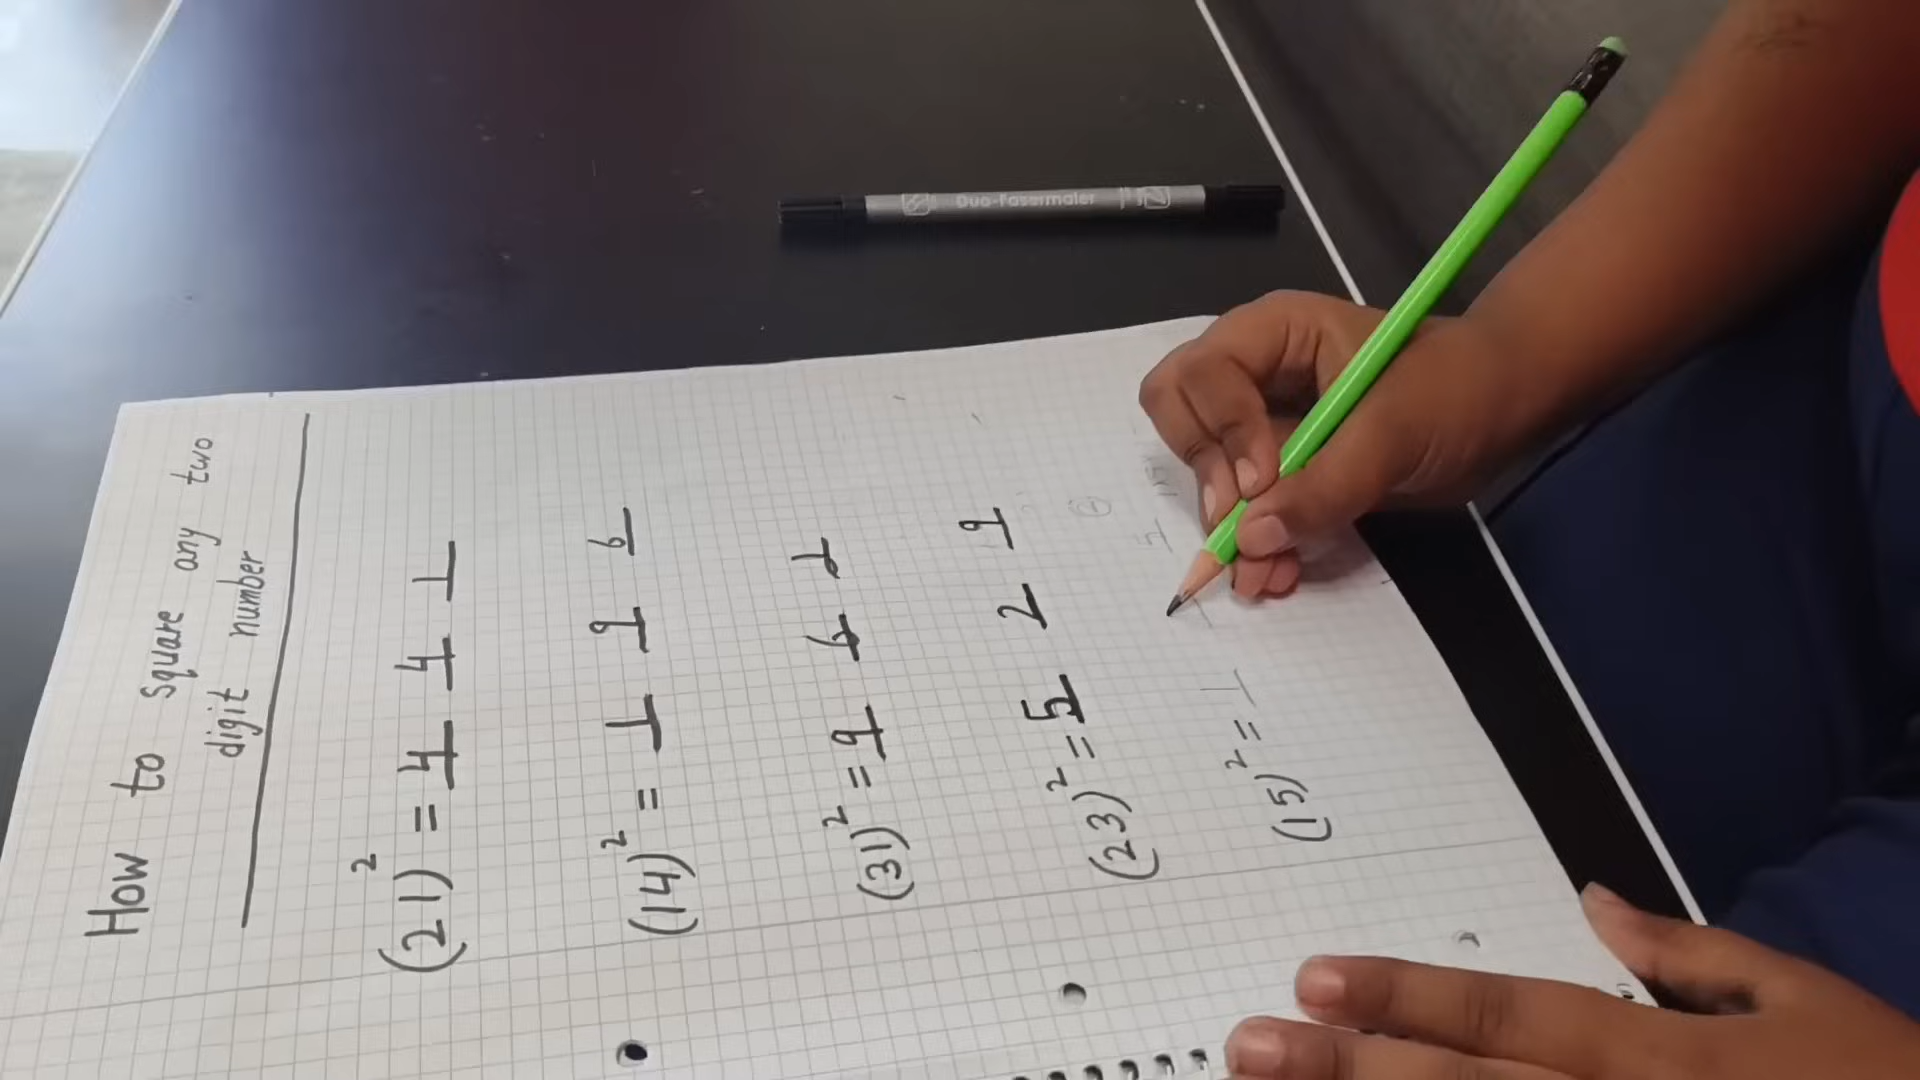 How to square any two
digit number
(21)² = 4 4 1
(14)² = 1 9 6
(31)² = 9 6 1
(23)² = 5 2 9
(15)² = 1
5
Duo-Fasermaler